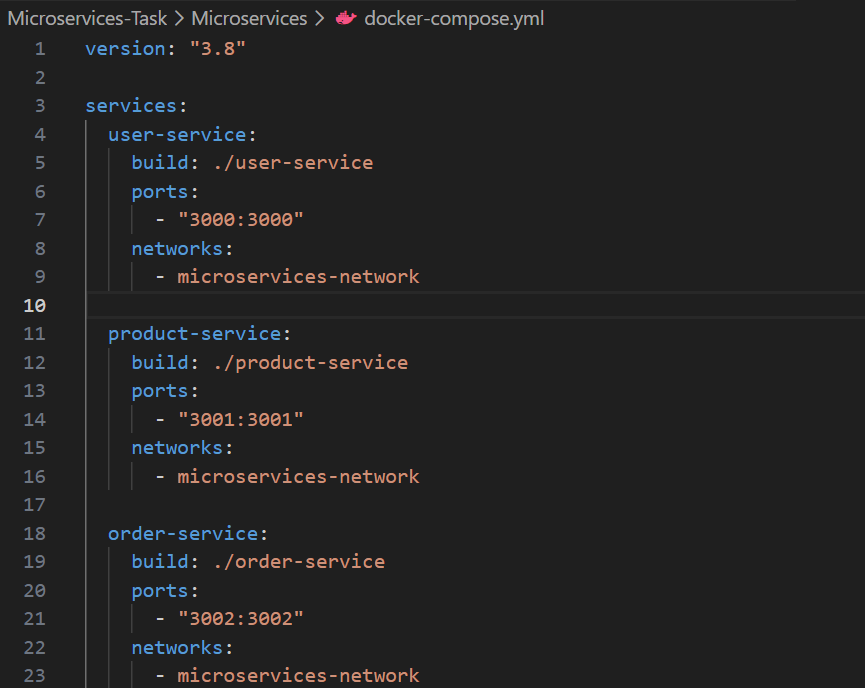 Microservices-Task > Microservices > docker-compose.yml
1 version: "3.8"
2
3 services:
4   user-service:
5     build: ./user-service
6     ports:
7       - "3000:3000"
8     networks:
9       - microservices-network
10
11   product-service:
12     build: ./product-service
13     ports:
14       - "3001:3001"
15     networks:
16       - microservices-network
17
18   order-service:
19     build: ./order-service
20     ports:
21       - "3002:3002"
22     networks:
23       - microservices-network